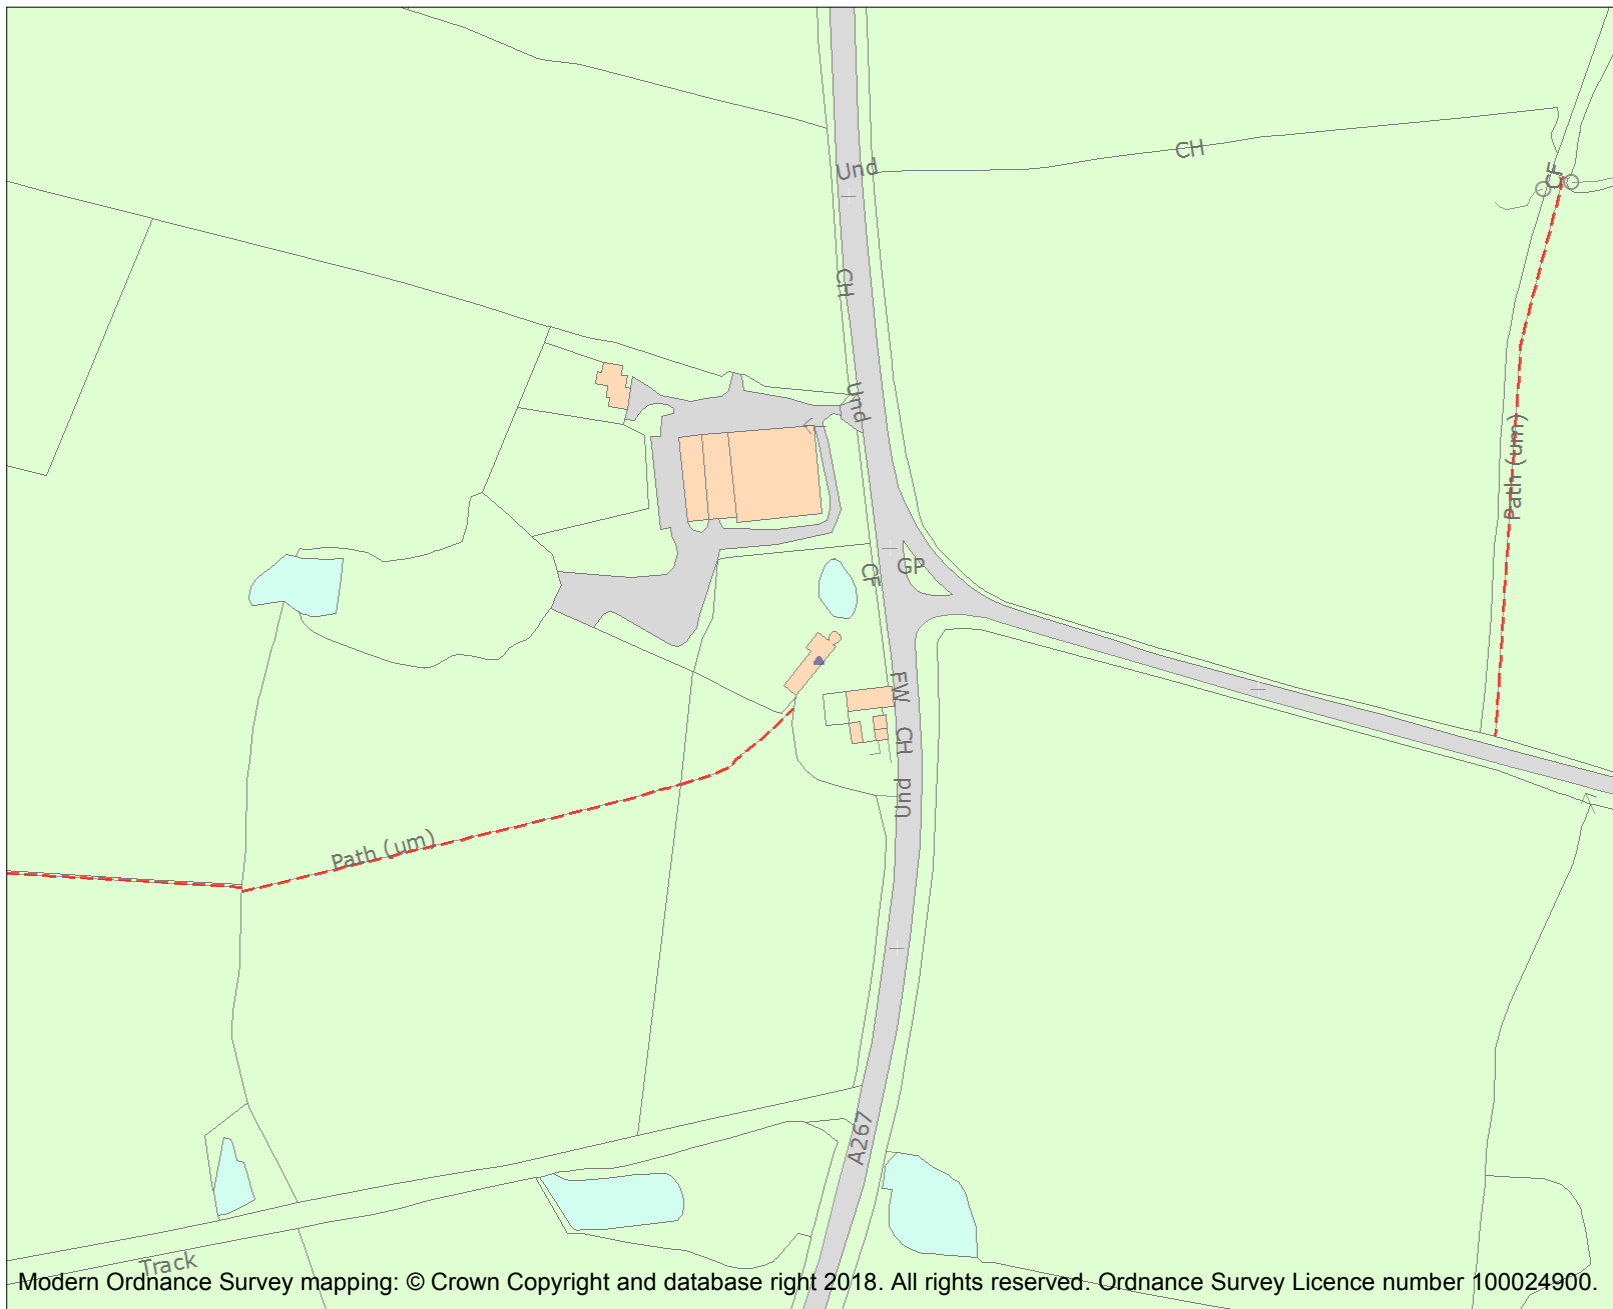 CH
Und
CF
CH
Und
Path (um)
GP
CF
FW
CH
Und
Path (um)
A267
Track
Modern Ordnance Survey mapping: © Crown Copyright and database right 2018. All rights reserved. Ordnance Survey Licence number 100024900.